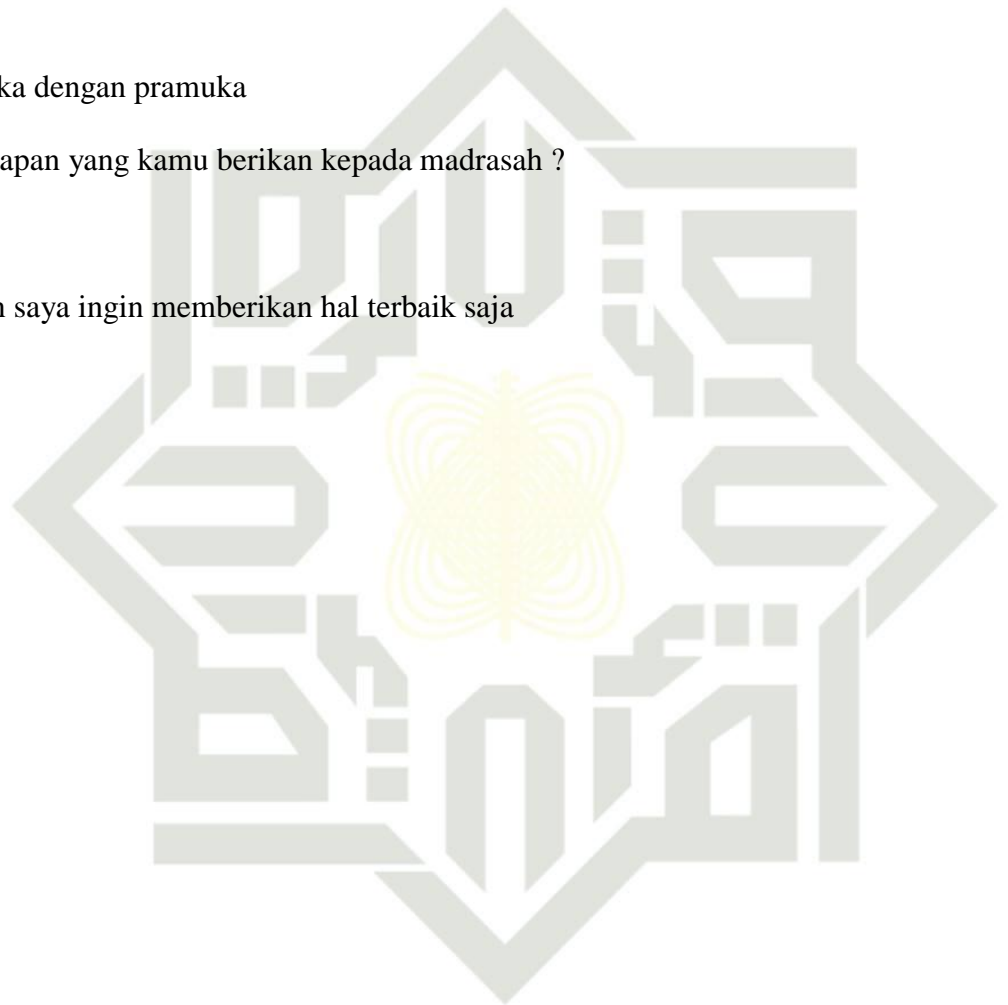 ka dengan pramuka
apan yang kamu berikan kepada madrasah ?
n saya ingin memberikan hal terbaik saja